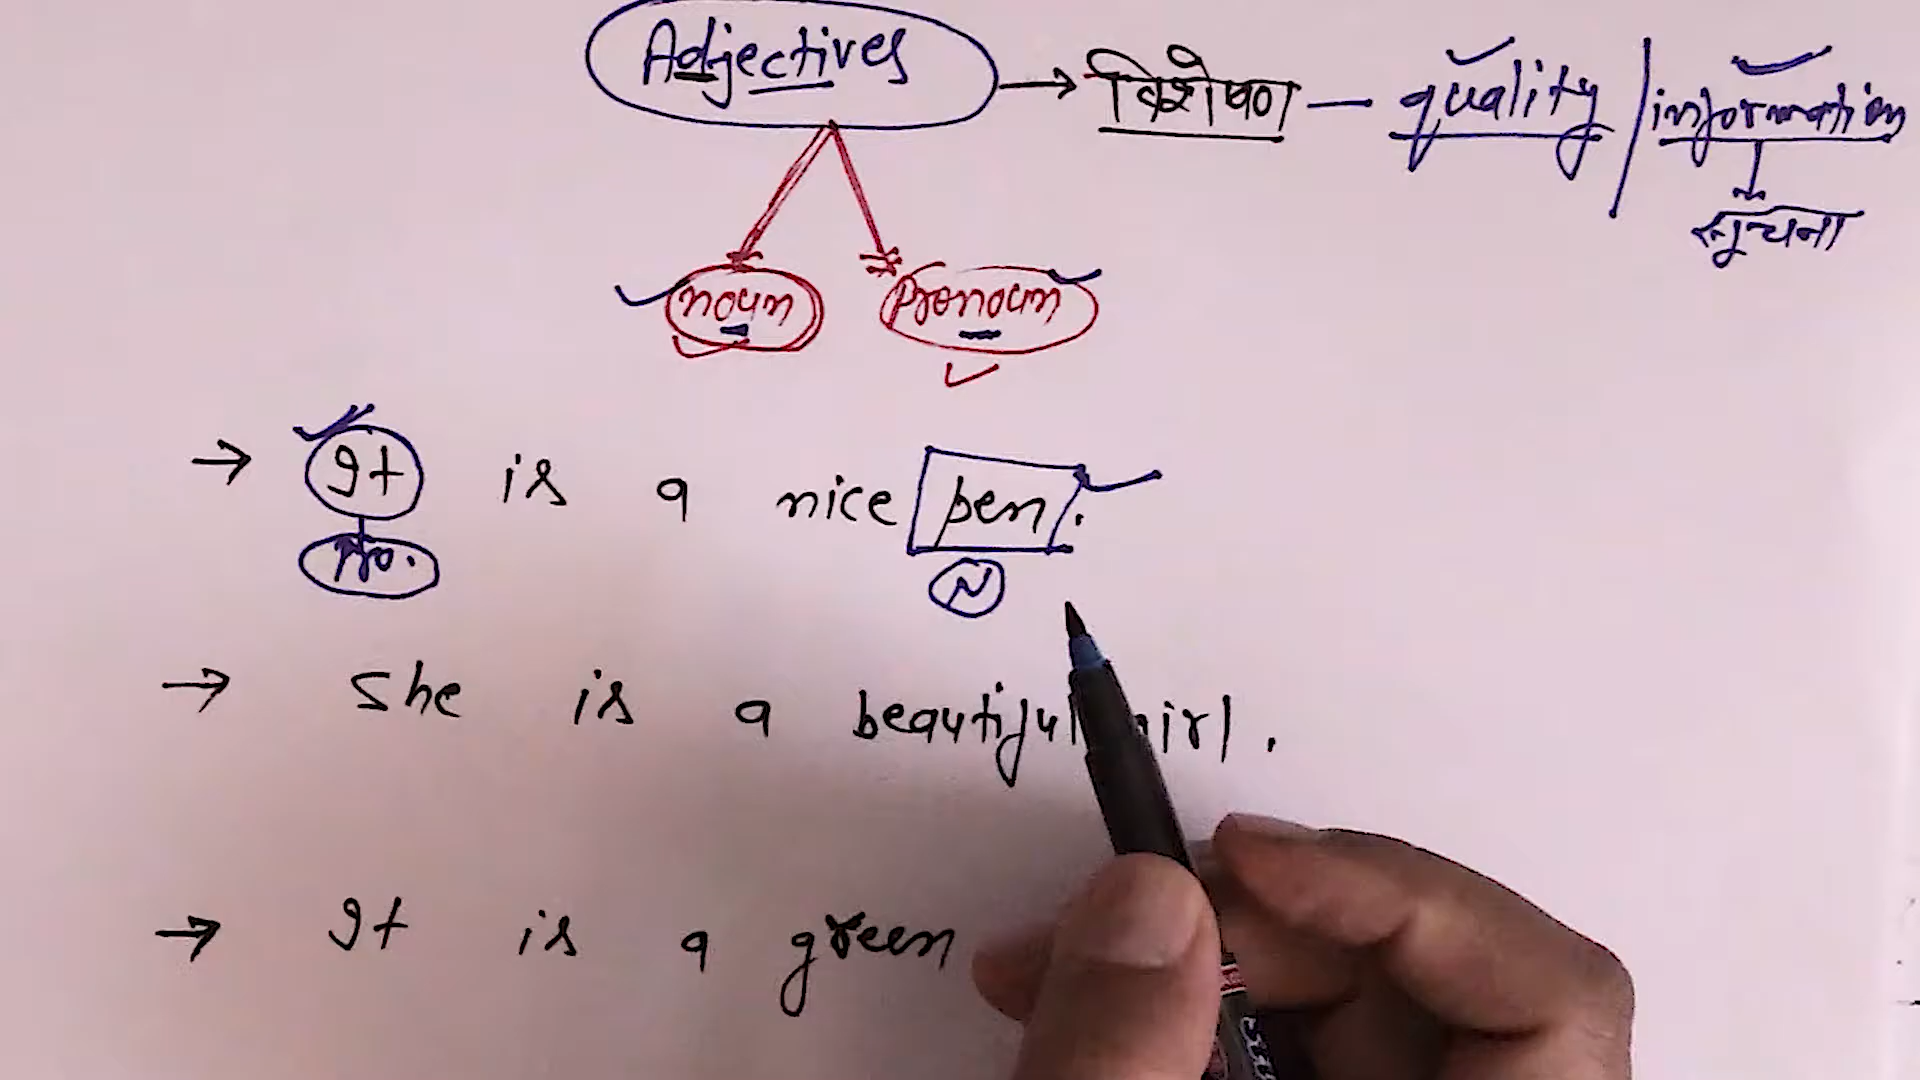 Adjectives → विशेषण — quality / information
सूचना
noun pronoun
→ It is a nice pen.
Pro. N
→ She is a beautiful girl.
→ It is a green